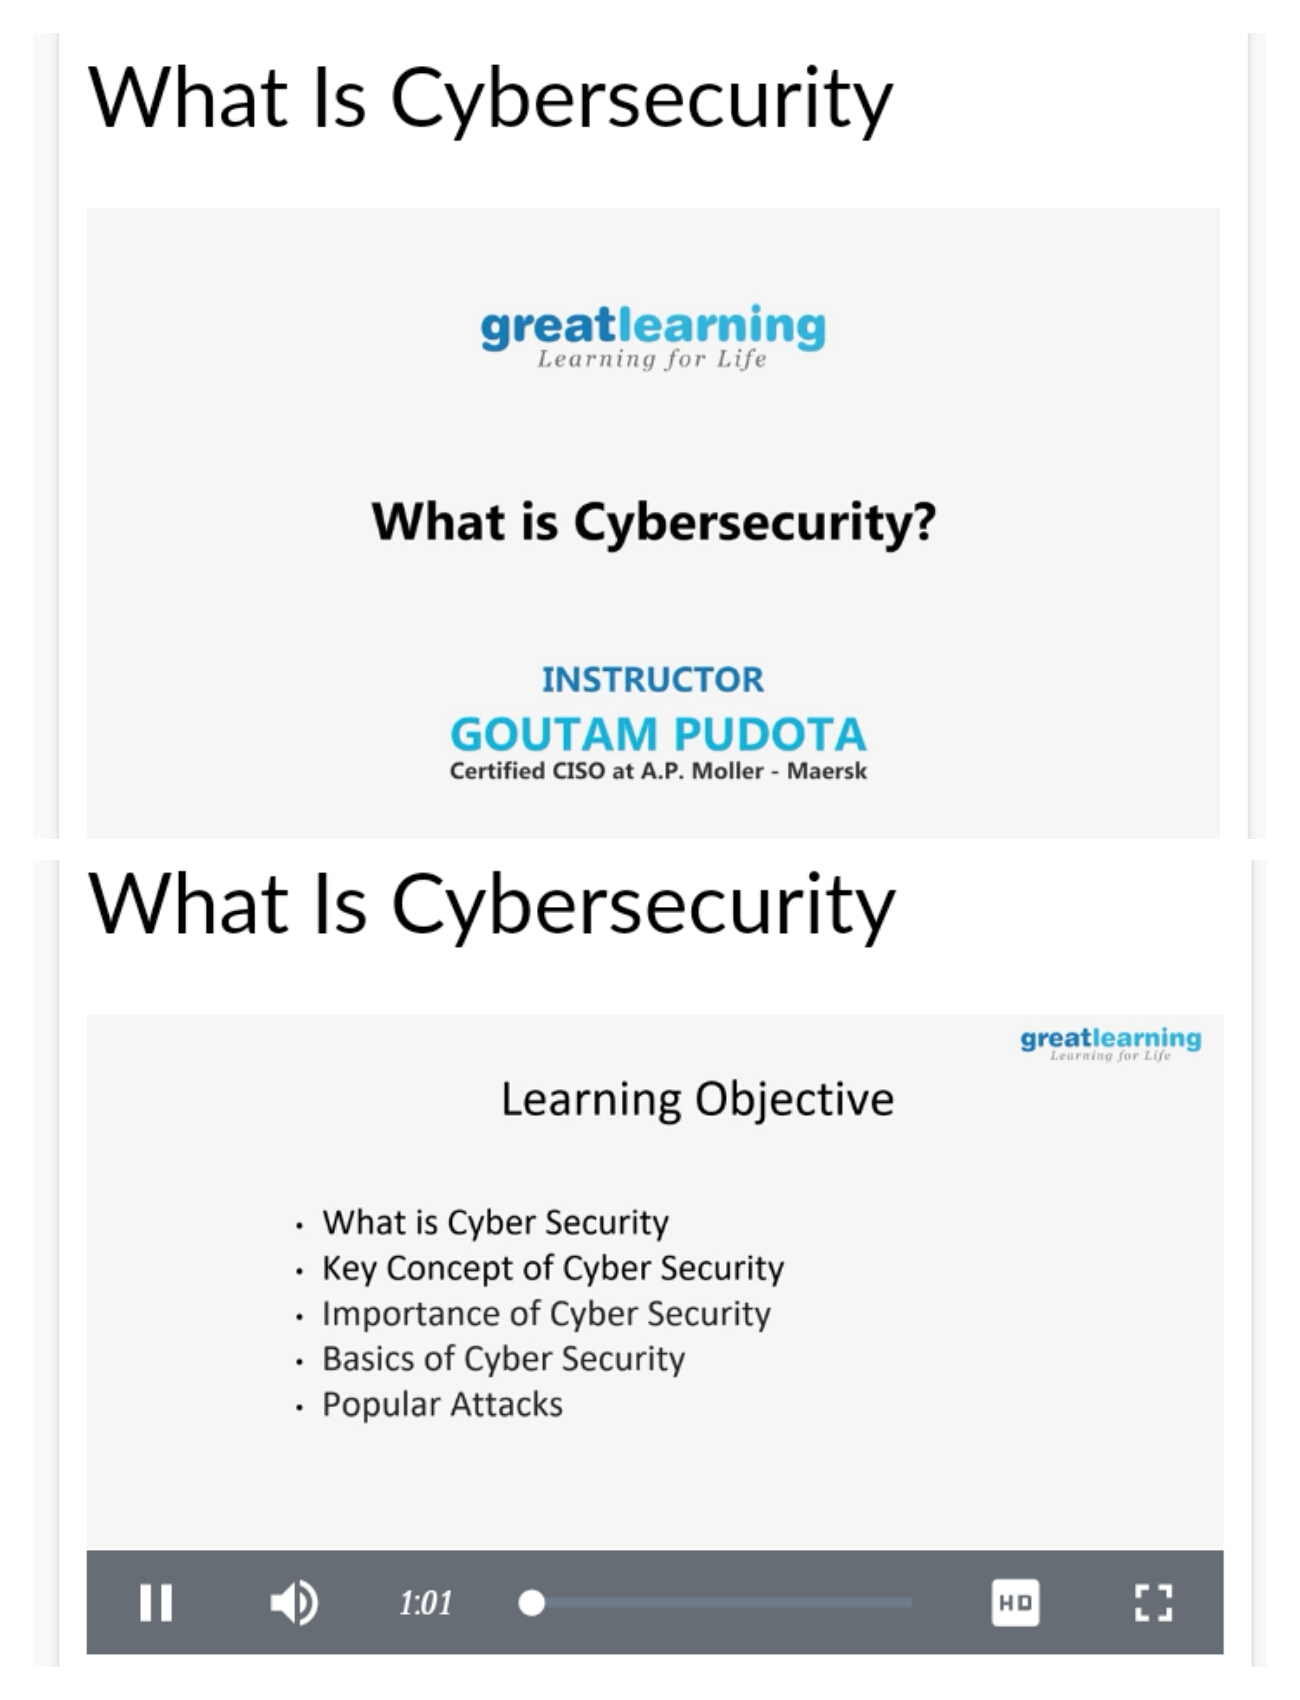 What Is Cybersecurity
greatlearning
Learning for Life
What is Cybersecurity?
INSTRUCTOR
GOUTAM PUDOTA
Certified CISO at A.P. Moller - Maersk
What Is Cybersecurity
greatlearning
Learning for Life
Learning Objective
• What is Cyber Security
• Key Concept of Cyber Security
• Importance of Cyber Security
• Basics of Cyber Security
• Popular Attacks
1:01 HD